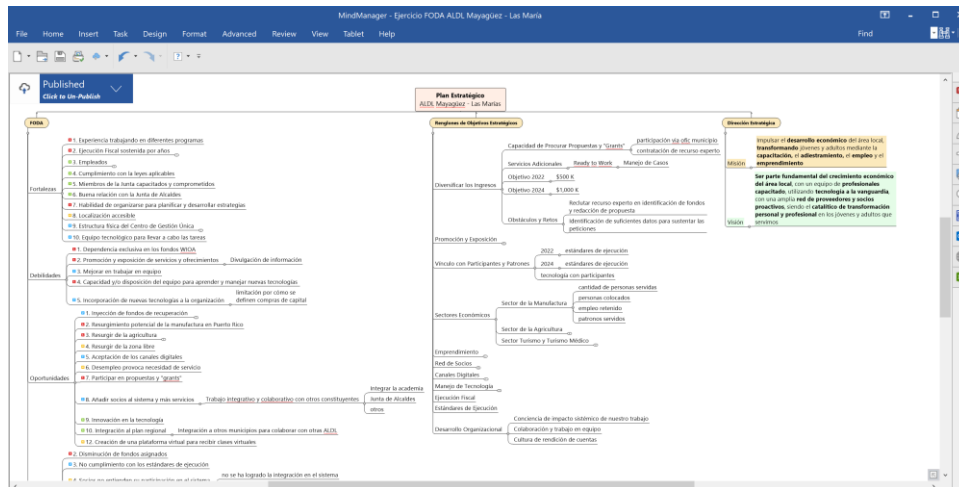 MindManager - Ejercicio FODA ALDL Mayagüez - Las María
File Home Insert Task Design Format Advanced Review View Tablet Help Find
Published
Click to Un-Publish
Plan Estratégico
ALDL Mayagüez - Las Marías
FODA
Fortalezas
1. Experiencia trabajando en diferentes programas
2. Ejecución Fiscal sostenida por años
3. Empleados
4. Cumplimiento con la leyes aplicables
5. Miembros de la Junta capacitados y comprometidos
6. Buena relación con la Junta de Alcaldes
7. Habilidad de organizarse para planificar y desarrollar estrategias
8. Localización accesible
9. Estructura física del Centro de Gestión Única
10. Equipo tecnológico para llevar a cabo las tareas
Debilidades
1. Dependencia exclusiva en los fondos WIOA
2. Promoción y exposición de servicios y ofrecimientos
Divulgación de información
3. Mejorar en trabajar en equipo
4. Capacidad y/o disposición del equipo para aprender y manejar nuevas tecnologías
5. Incorporación de nuevas tecnologías a la organización
limitación por cómo se
definen compras de capital
Oportunidades
1. Inyección de fondos de recuperación
2. Resurgimiento potencial de la manufactura en Puerto Rico
3. Resurgir de la agricultura
4. Resurgir de la zona libre
5. Aceptación de los canales digitales
6. Desempleo provoca necesidad de servicio
7. Participar en propuestas y "grants"
8. Añadir socios al sistema y más servicios
Trabajo integrativo y colaborativo con otros constituyentes
Integrar la academia
Junta de Alcaldes
otros
9. Innovación en la tecnología
10. Integración al plan regional
Integración a otros municipios para colaborar con otras ALDL
12. Creación de una plataforma virtual para recibir clases virtuales
2. Disminución de fondos asignados
3. No cumplimiento con los estándares de ejecución
no se ha logrado la integración en el sistema
Renglones de Objetivos Estratégicos
Diversificar los Ingresos
Capacidad de Procurar Propuestas y "Grants"
participación vía ofic municipio
contratación de recurso experto
Servicios Adicionales
Ready to Work
Manejo de Casos
Objetivo 2022
$500 K
Objetivo 2024
$1,000 K
Obstáculos y Retos
Reclutar recurso experto en identificación de fondos
y redacción de propuesta
identificación de suficientes datos para sustentar las
peticiones
Promoción y Exposición
Vínculo con Participantes y Patrones
2022
estándares de ejecución
2024
estándares de ejecución
tecnología con participantes
Sectores Económicos
Sector de la Manufactura
cantidad de personas servidas
personas colocados
empleo retenido
patronos servidos
Sector de la Agricultura
Sector Turismo y Turismo Médico
Emprendimiento
Red de Socios
Canales Digitales
Manejo de Tecnología
Ejecución Fiscal
Estándares de Ejecución
Desarrollo Organizacional
Conciencia de impacto sistémico de nuestro trabajo
Colaboración y trabajo en equipo
Cultura de rendición de cuentas
Dirección Estratégica
Misión
Impulsar el desarrollo económico del área local,
transformando jóvenes y adultos mediante la
capacitación, el adiestramiento, el empleo y el
emprendimiento
Visión
Ser parte fundamental del crecimiento económico
del área local, con un equipo de profesionales
capacitado, utilizando tecnología a la vanguardia,
con una amplia red de proveedores y socios
proactivos, siendo el catalítico de transformación
personal y profesional en los jóvenes y adultos que
servimos